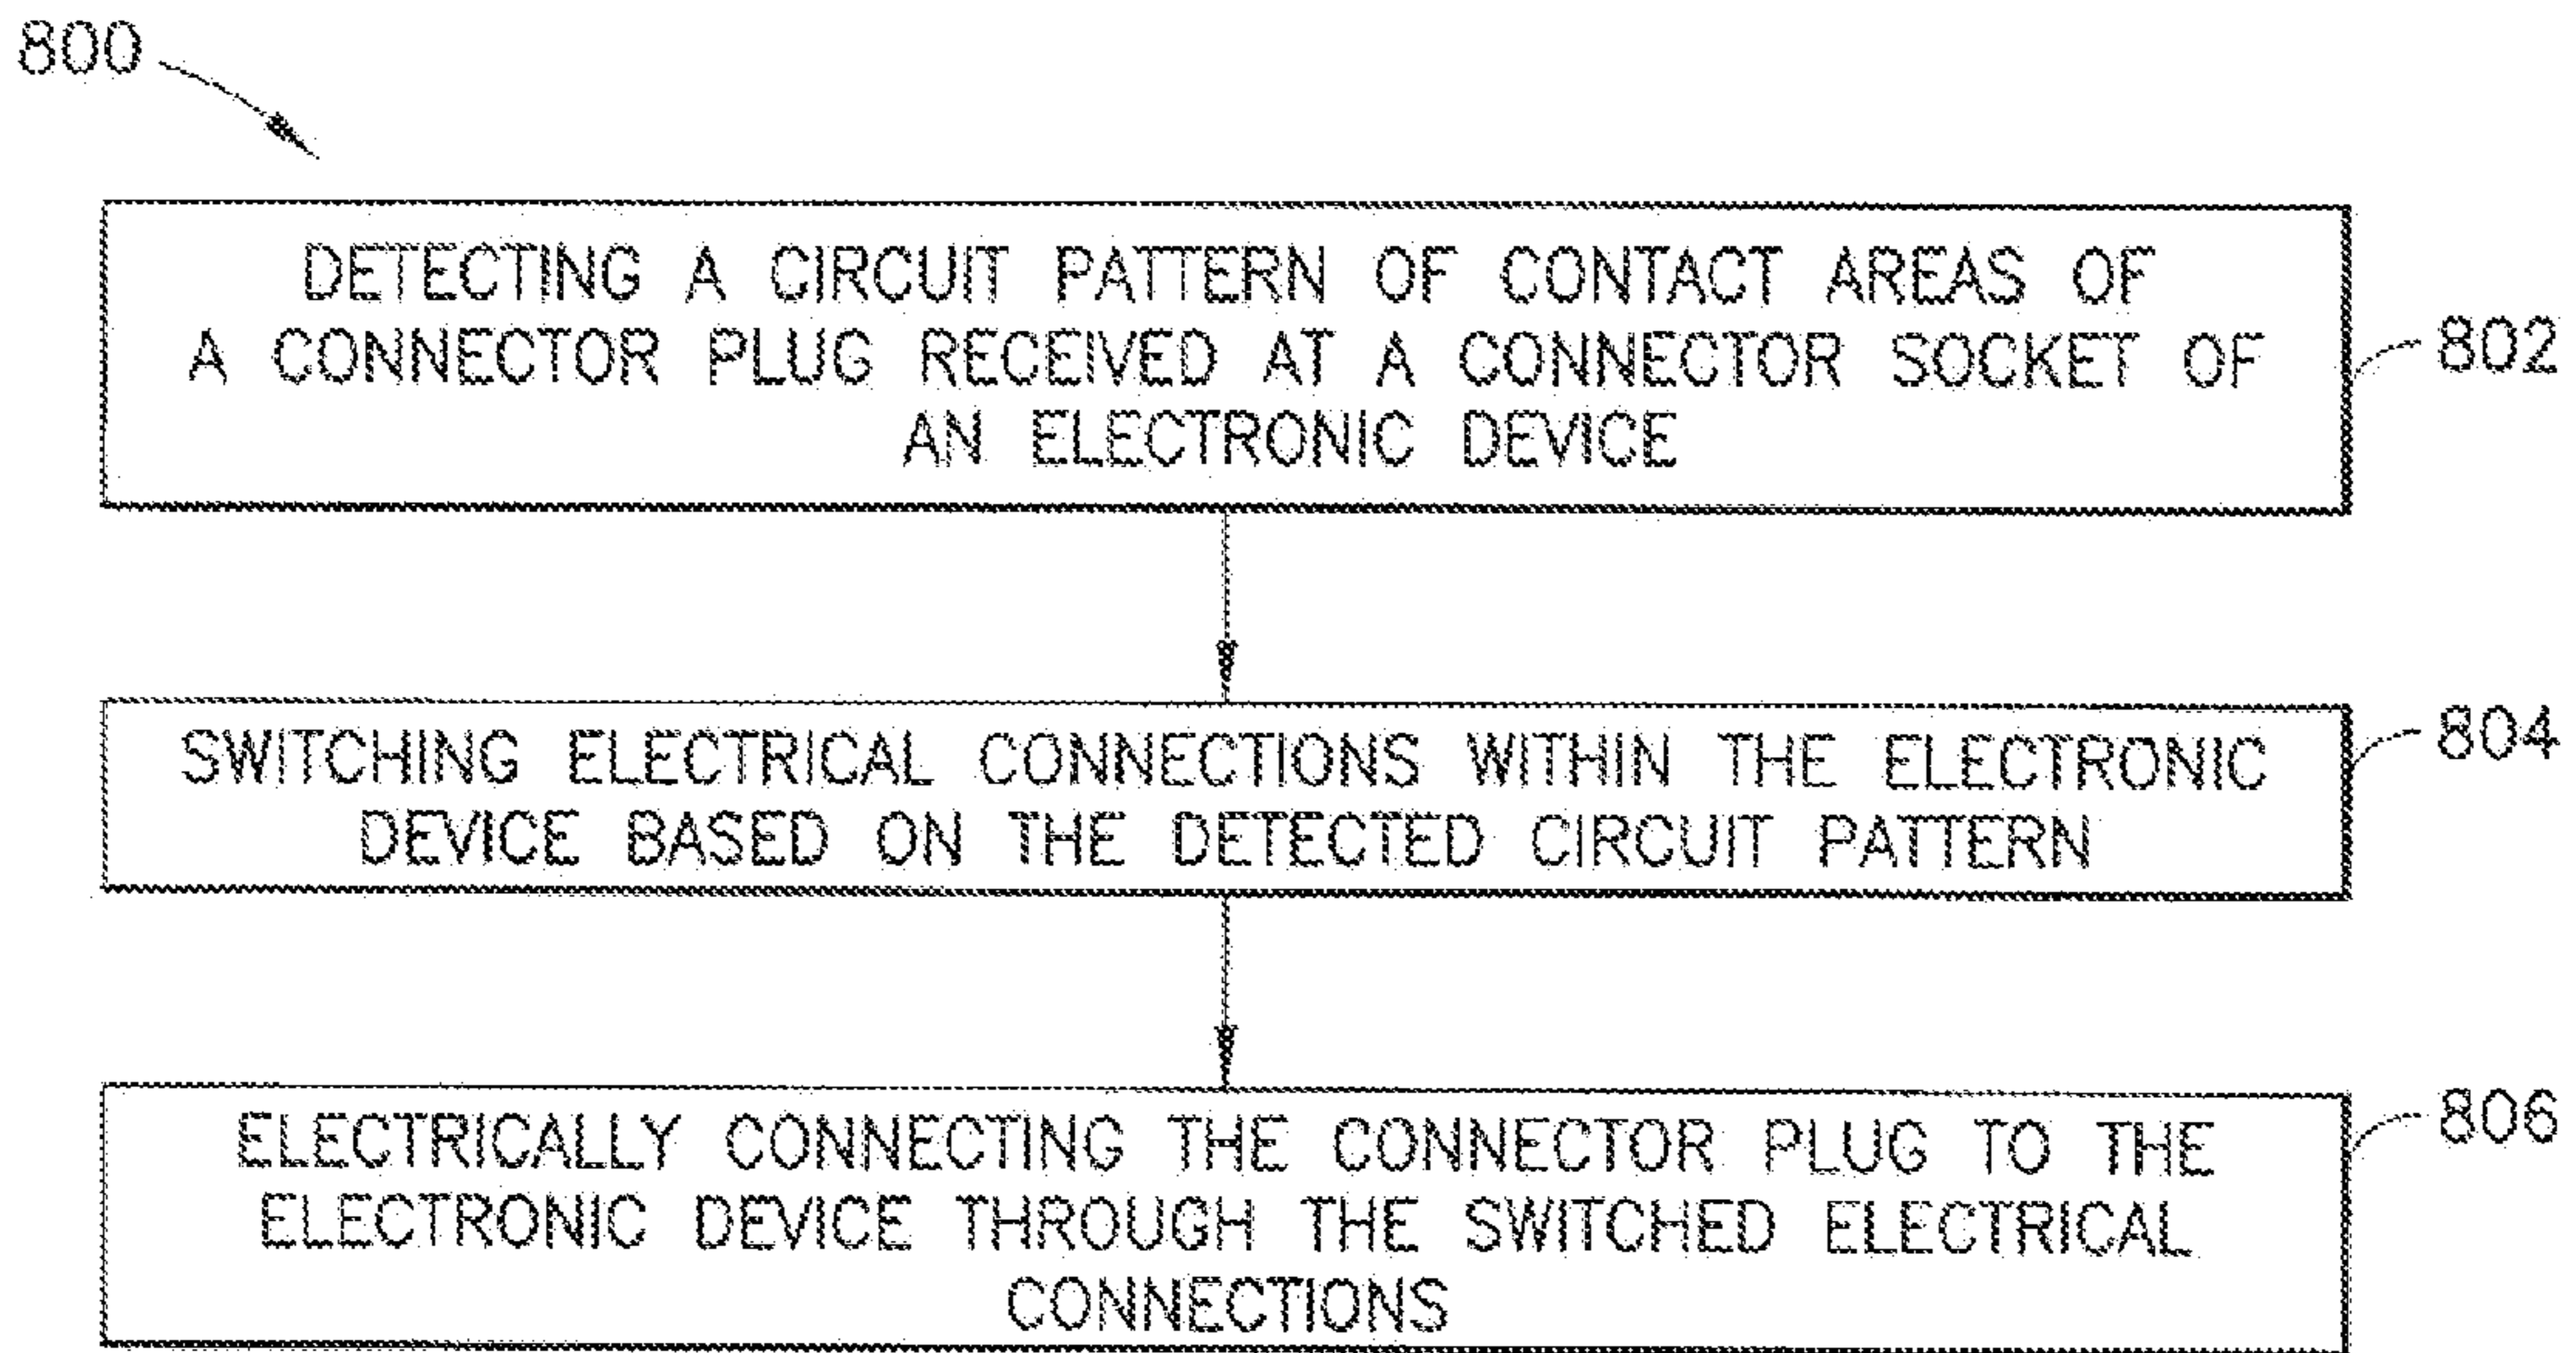 800
DETECTING A CIRCUIT PATTERN OF CONTACT AREAS OF
A CONNECTOR PLUG RECEIVED AT A CONNECTOR SOCKET OF
AN ELECTRONIC DEVICE
802
SWITCHING ELECTRICAL CONNECTIONS WITHIN THE ELECTRONIC
DEVICE BASED ON THE DETECTED CIRCUIT PATTERN
804
ELECTRICALLY CONNECTING THE CONNECTOR PLUG TO THE
ELECTRONIC DEVICE THROUGH THE SWITCHED ELECTRICAL
CONNECTIONS
806